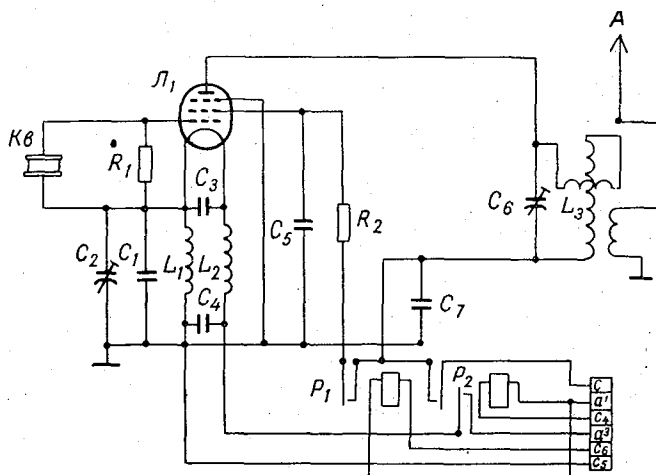 A
Л₁
Кв
R₁
C₃
C₂
C₁
L₁
L₂
C₅
R₂
C₆
L₃
C₄
C₇
P₁
P₂
C
a¹
C₄
a³
C₆
C₅